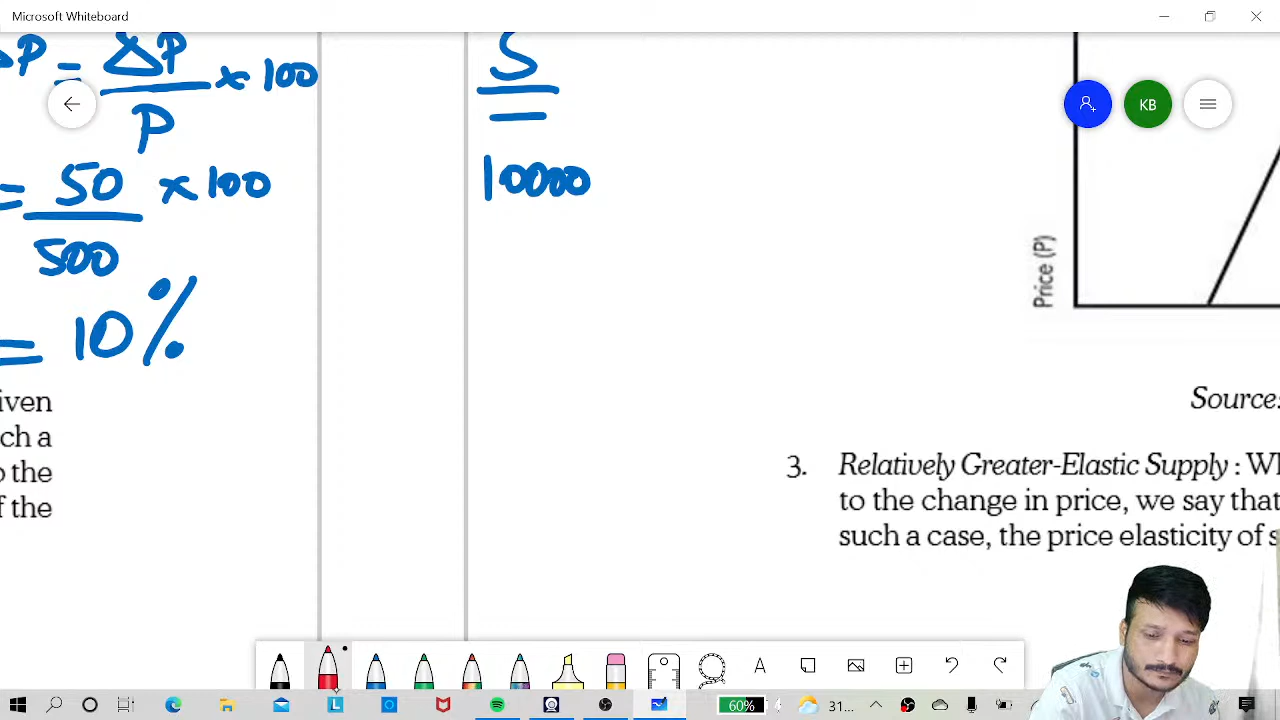 Microsoft Whiteboard
ΔP = ΔP/P × 100
= 50/500 × 100
= 10%
iven
ch a
o the
f the
S
10000
KB
Price (P)
Source:
3. Relatively Greater-Elastic Supply : Wh
to the change in price, we say that
such a case, the price elasticity of s
60%
31...